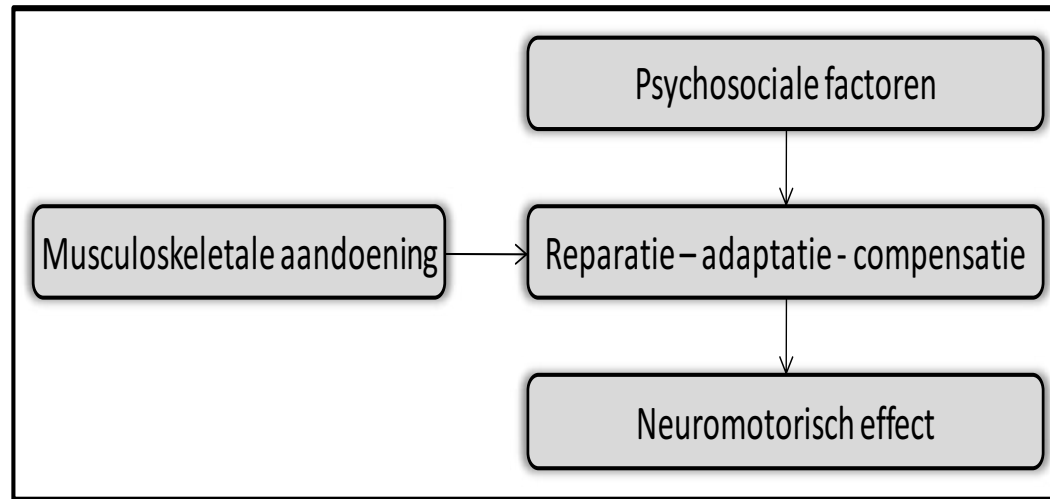 Psychosociale factoren
Musculoskeletale aandoening
Reparatie – adaptatie - compensatie
Neuromotorisch effect